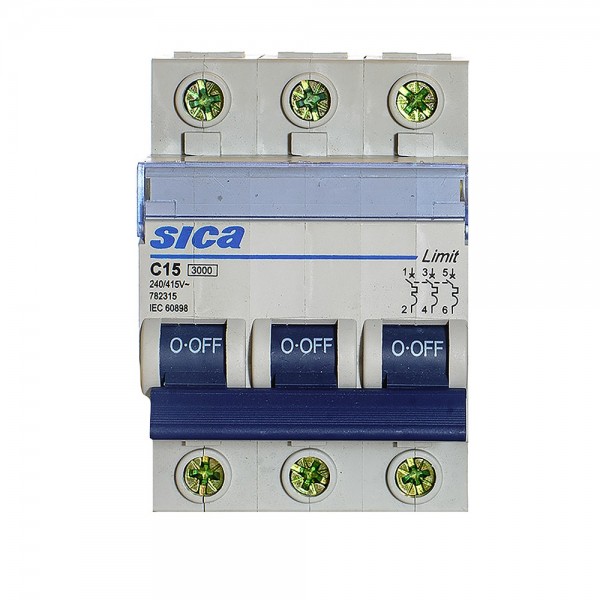 sica
Limit
C15 3000
240/415V~
782315
IEC 60898
1 3 5
2 4 6
O·OFF O·OFF O·OFF